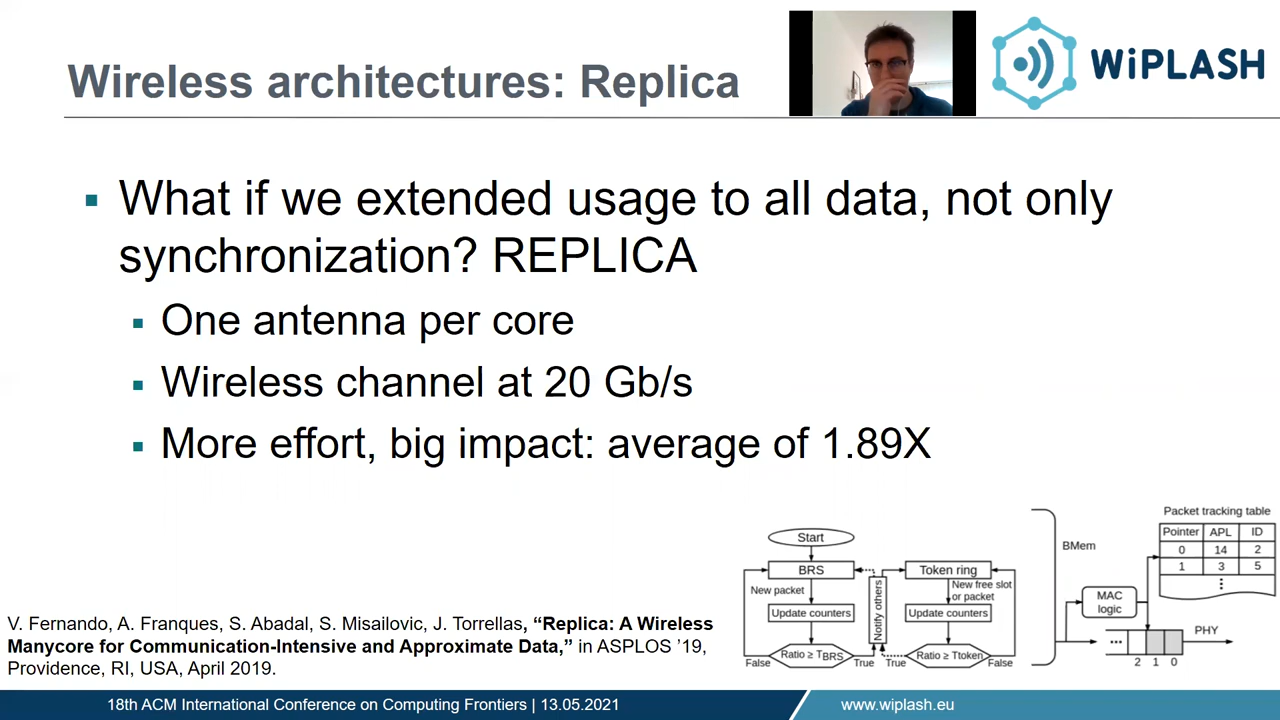 Wireless architectures: Replica
WiPLASH
▪ What if we extended usage to all data, not only
synchronization? REPLICA
▪ One antenna per core
▪ Wireless channel at 20 Gb/s
▪ More effort, big impact: average of 1.89X
Start
BRS
New packet
Update counters
Ratio ≥ TBRS
False
True
Notify others
Token ring
New free slot
or packet
Update counters
Ratio ≥ Ttoken
True
False
BMem
MAC
logic
Packet tracking table
Pointer APL ID
0 14 2
1 3 5
⋮
... 
2 1 0
PHY
V. Fernando, A. Franques, S. Abadal, S. Misailovic, J. Torrellas, “Replica: A Wireless
Manycore for Communication-Intensive and Approximate Data,” in ASPLOS ’19,
Providence, RI, USA, April 2019.
18th ACM International Conference on Computing Frontiers | 13.05.2021
www.wiplash.eu